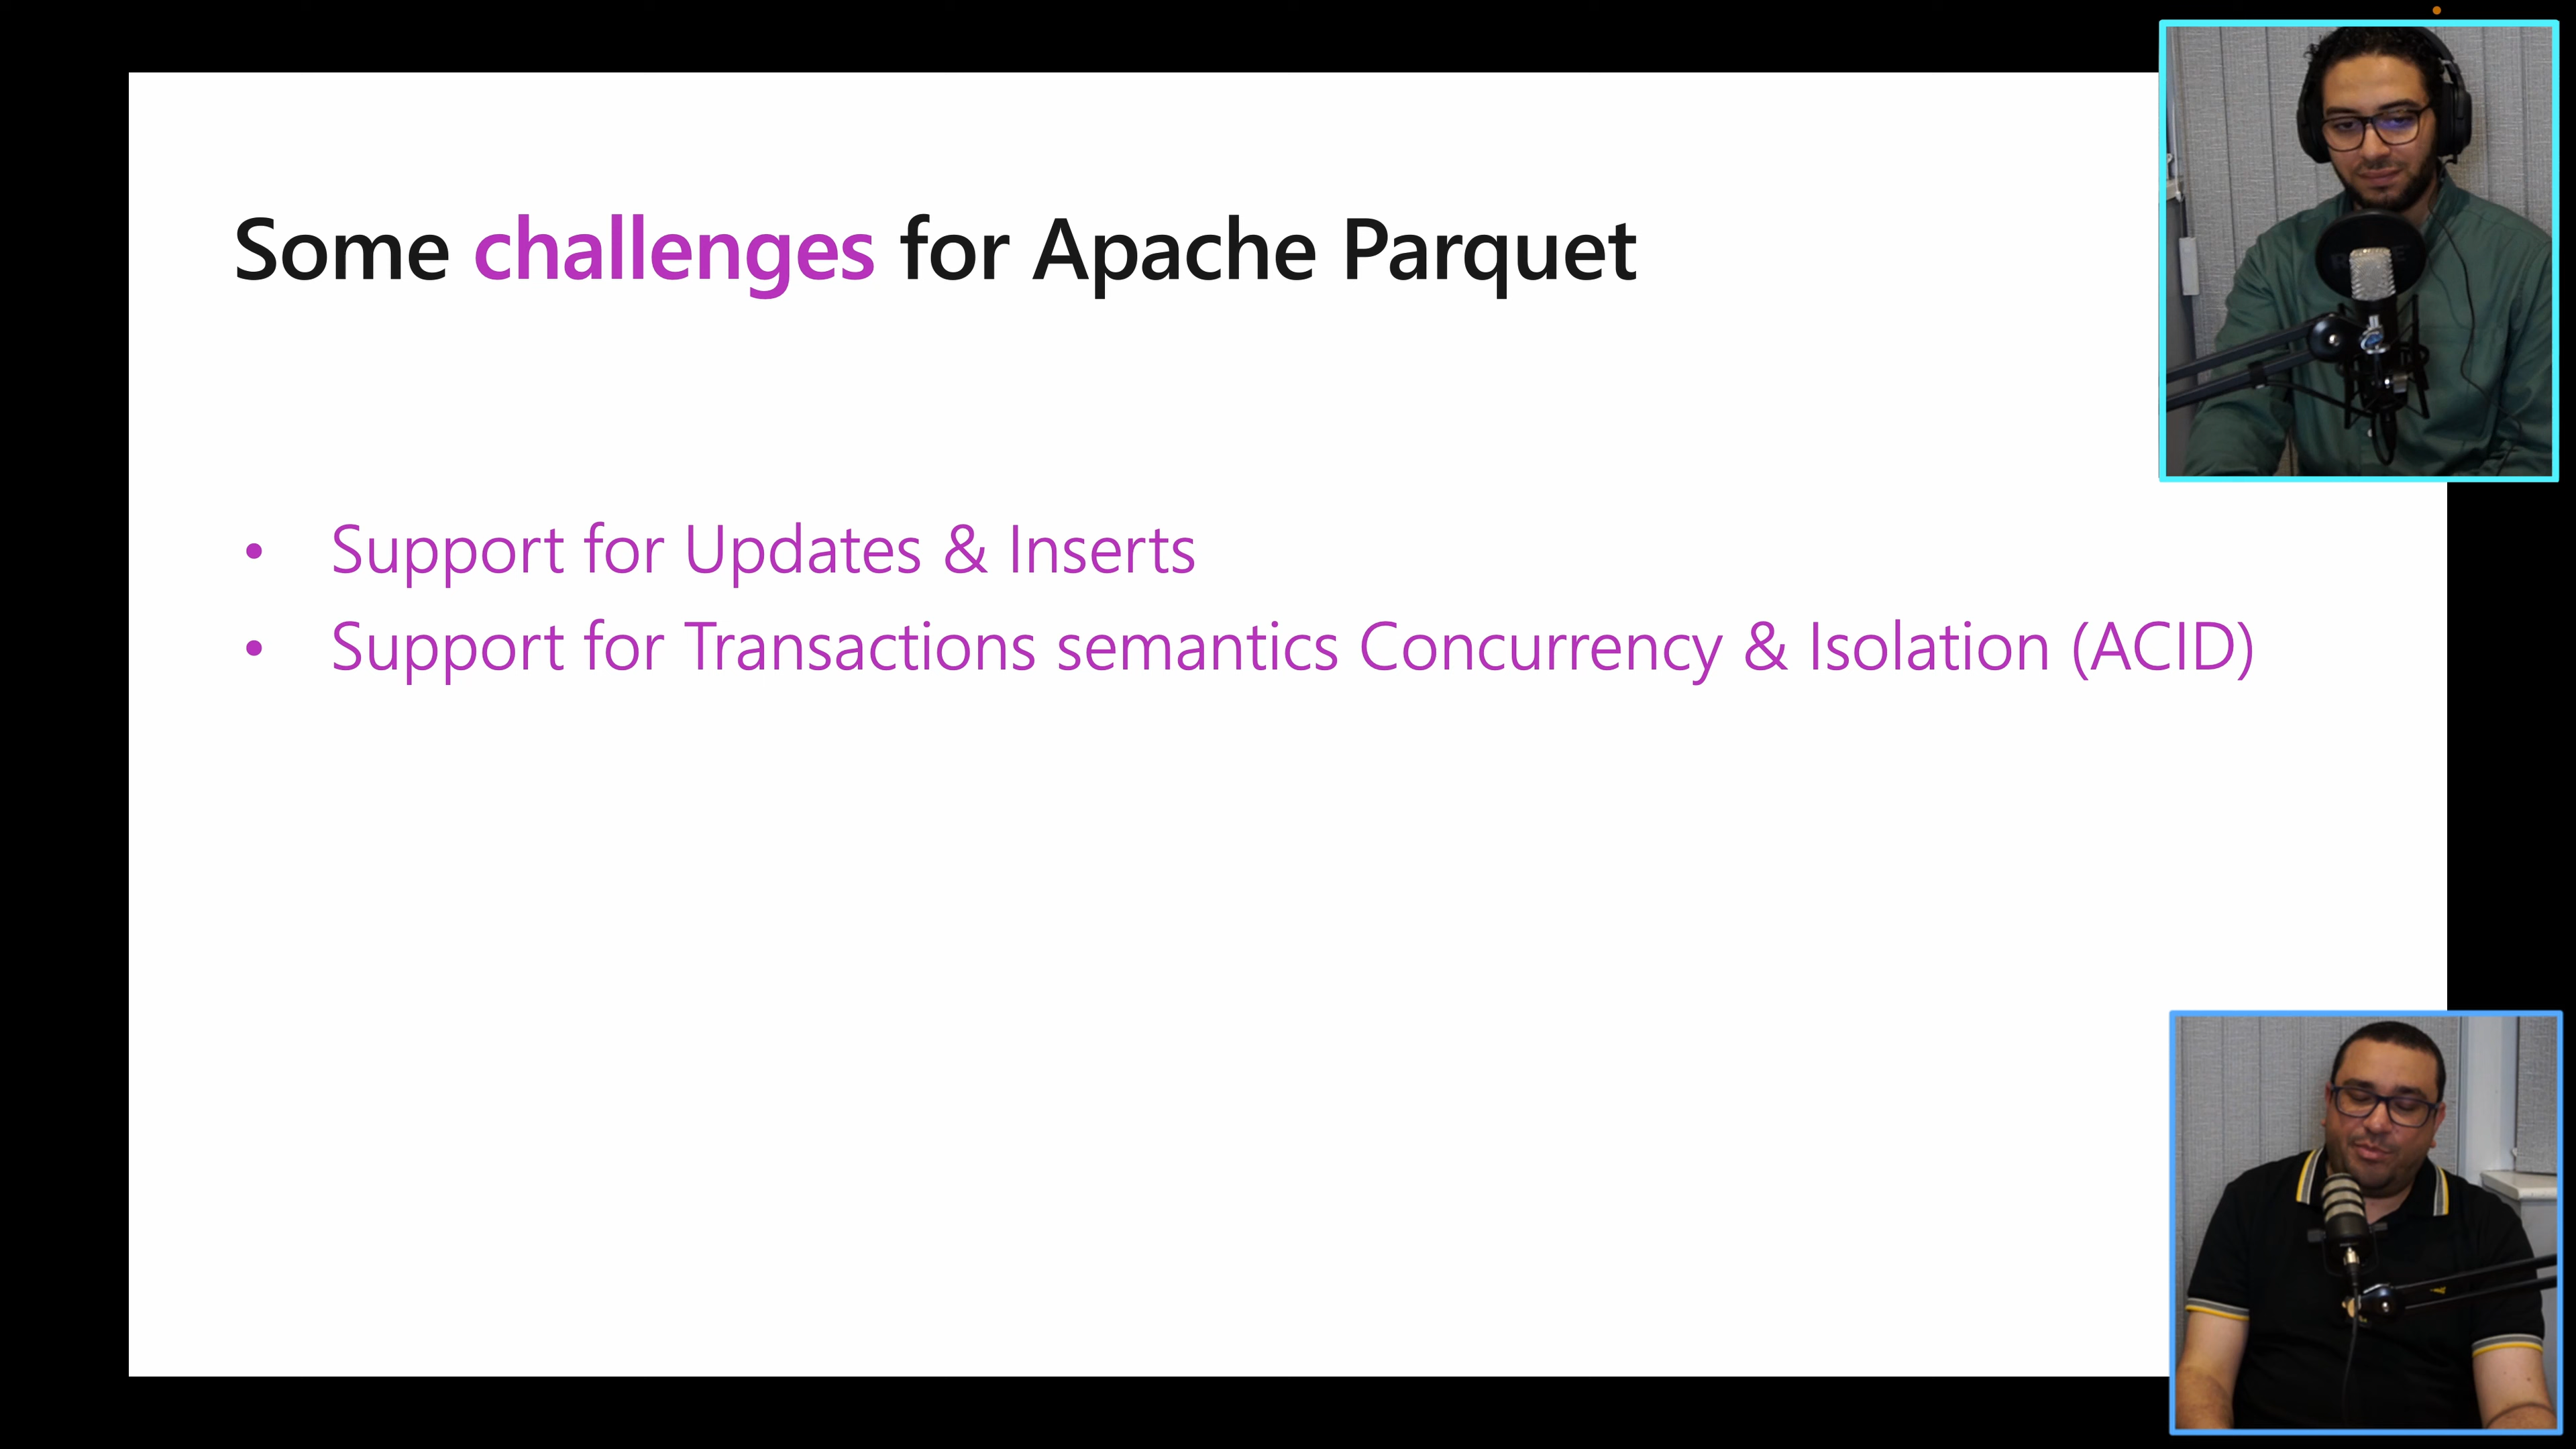 Some challenges for Apache Parquet
• Support for Updates & Inserts
• Support for Transactions semantics Concurrency & Isolation (ACID)